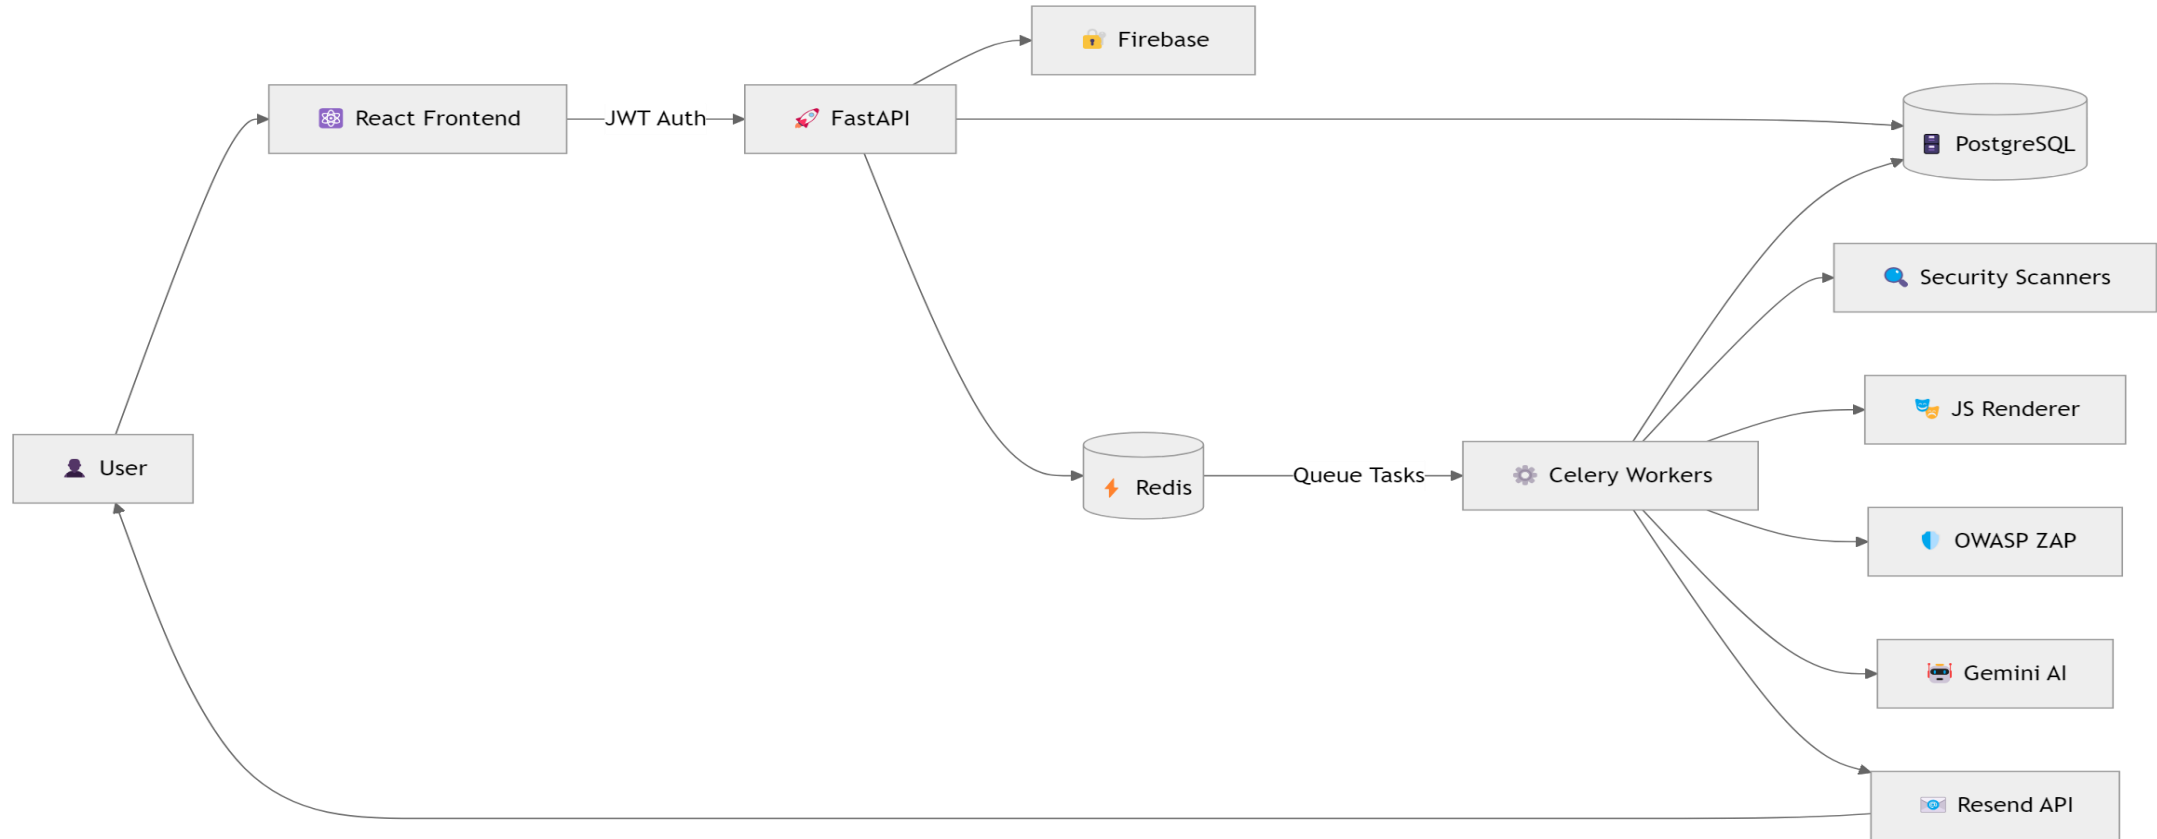 Firebase
React Frontend
JWT Auth
FastAPI
PostgreSQL
Security Scanners
JS Renderer
User
Redis
Queue Tasks
Celery Workers
OWASP ZAP
Gemini AI
Resend API